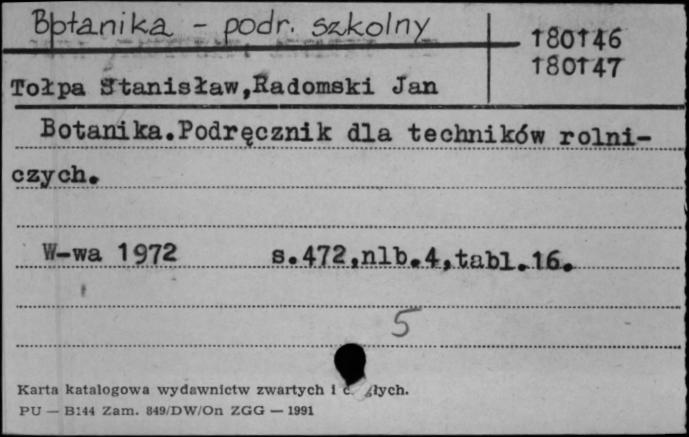 Botanika - podr. szkolny
180146
180147
Tołpa Stanisław,Radomski Jan
Botanika.Podręcznik dla techników rolni-
czych.
W-wa 1972 s.472,nlb.4,tabl.16.
5
Karta katalogowa wydawnictw zwartych i
PU — B144 Zam. 849/DW/On ZGG — 1991